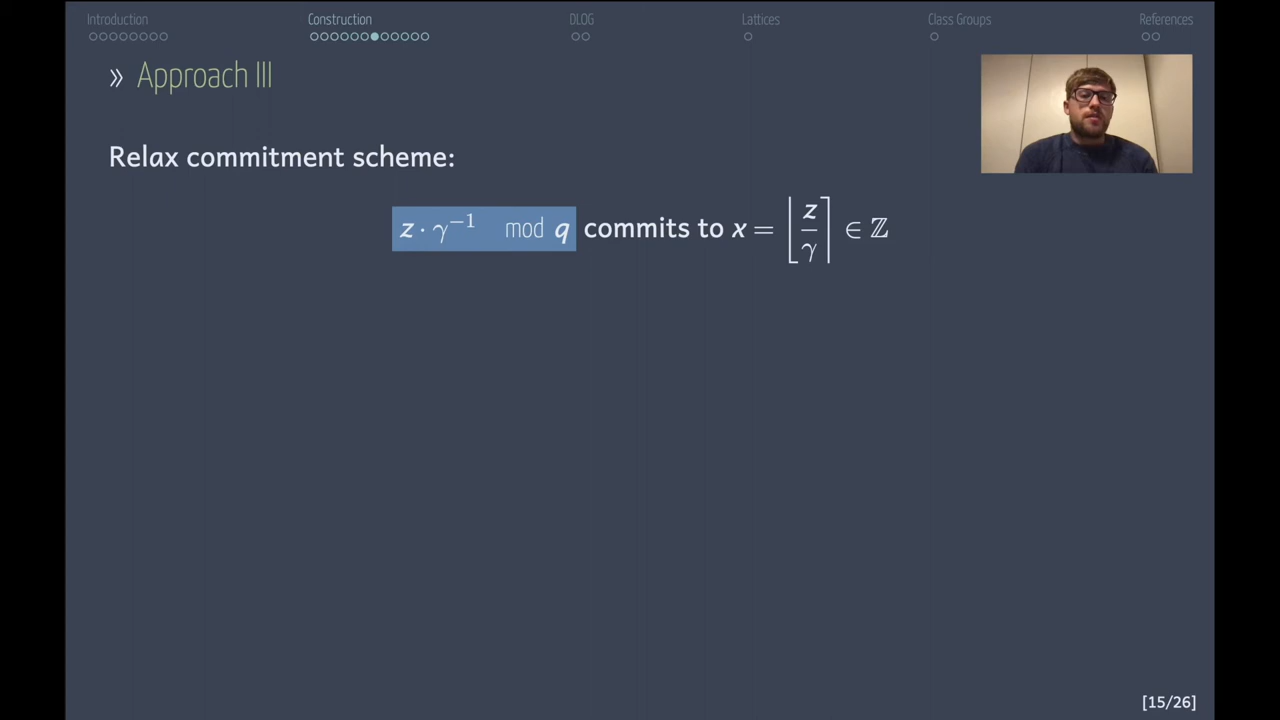 Introduction Construction DLOG Lattices Class Groups References
» Approach III
Relax commitment scheme:
z · γ⁻¹ mod q commits to x = ⌊z/γ⌉ ∈ ℤ
[15/26]